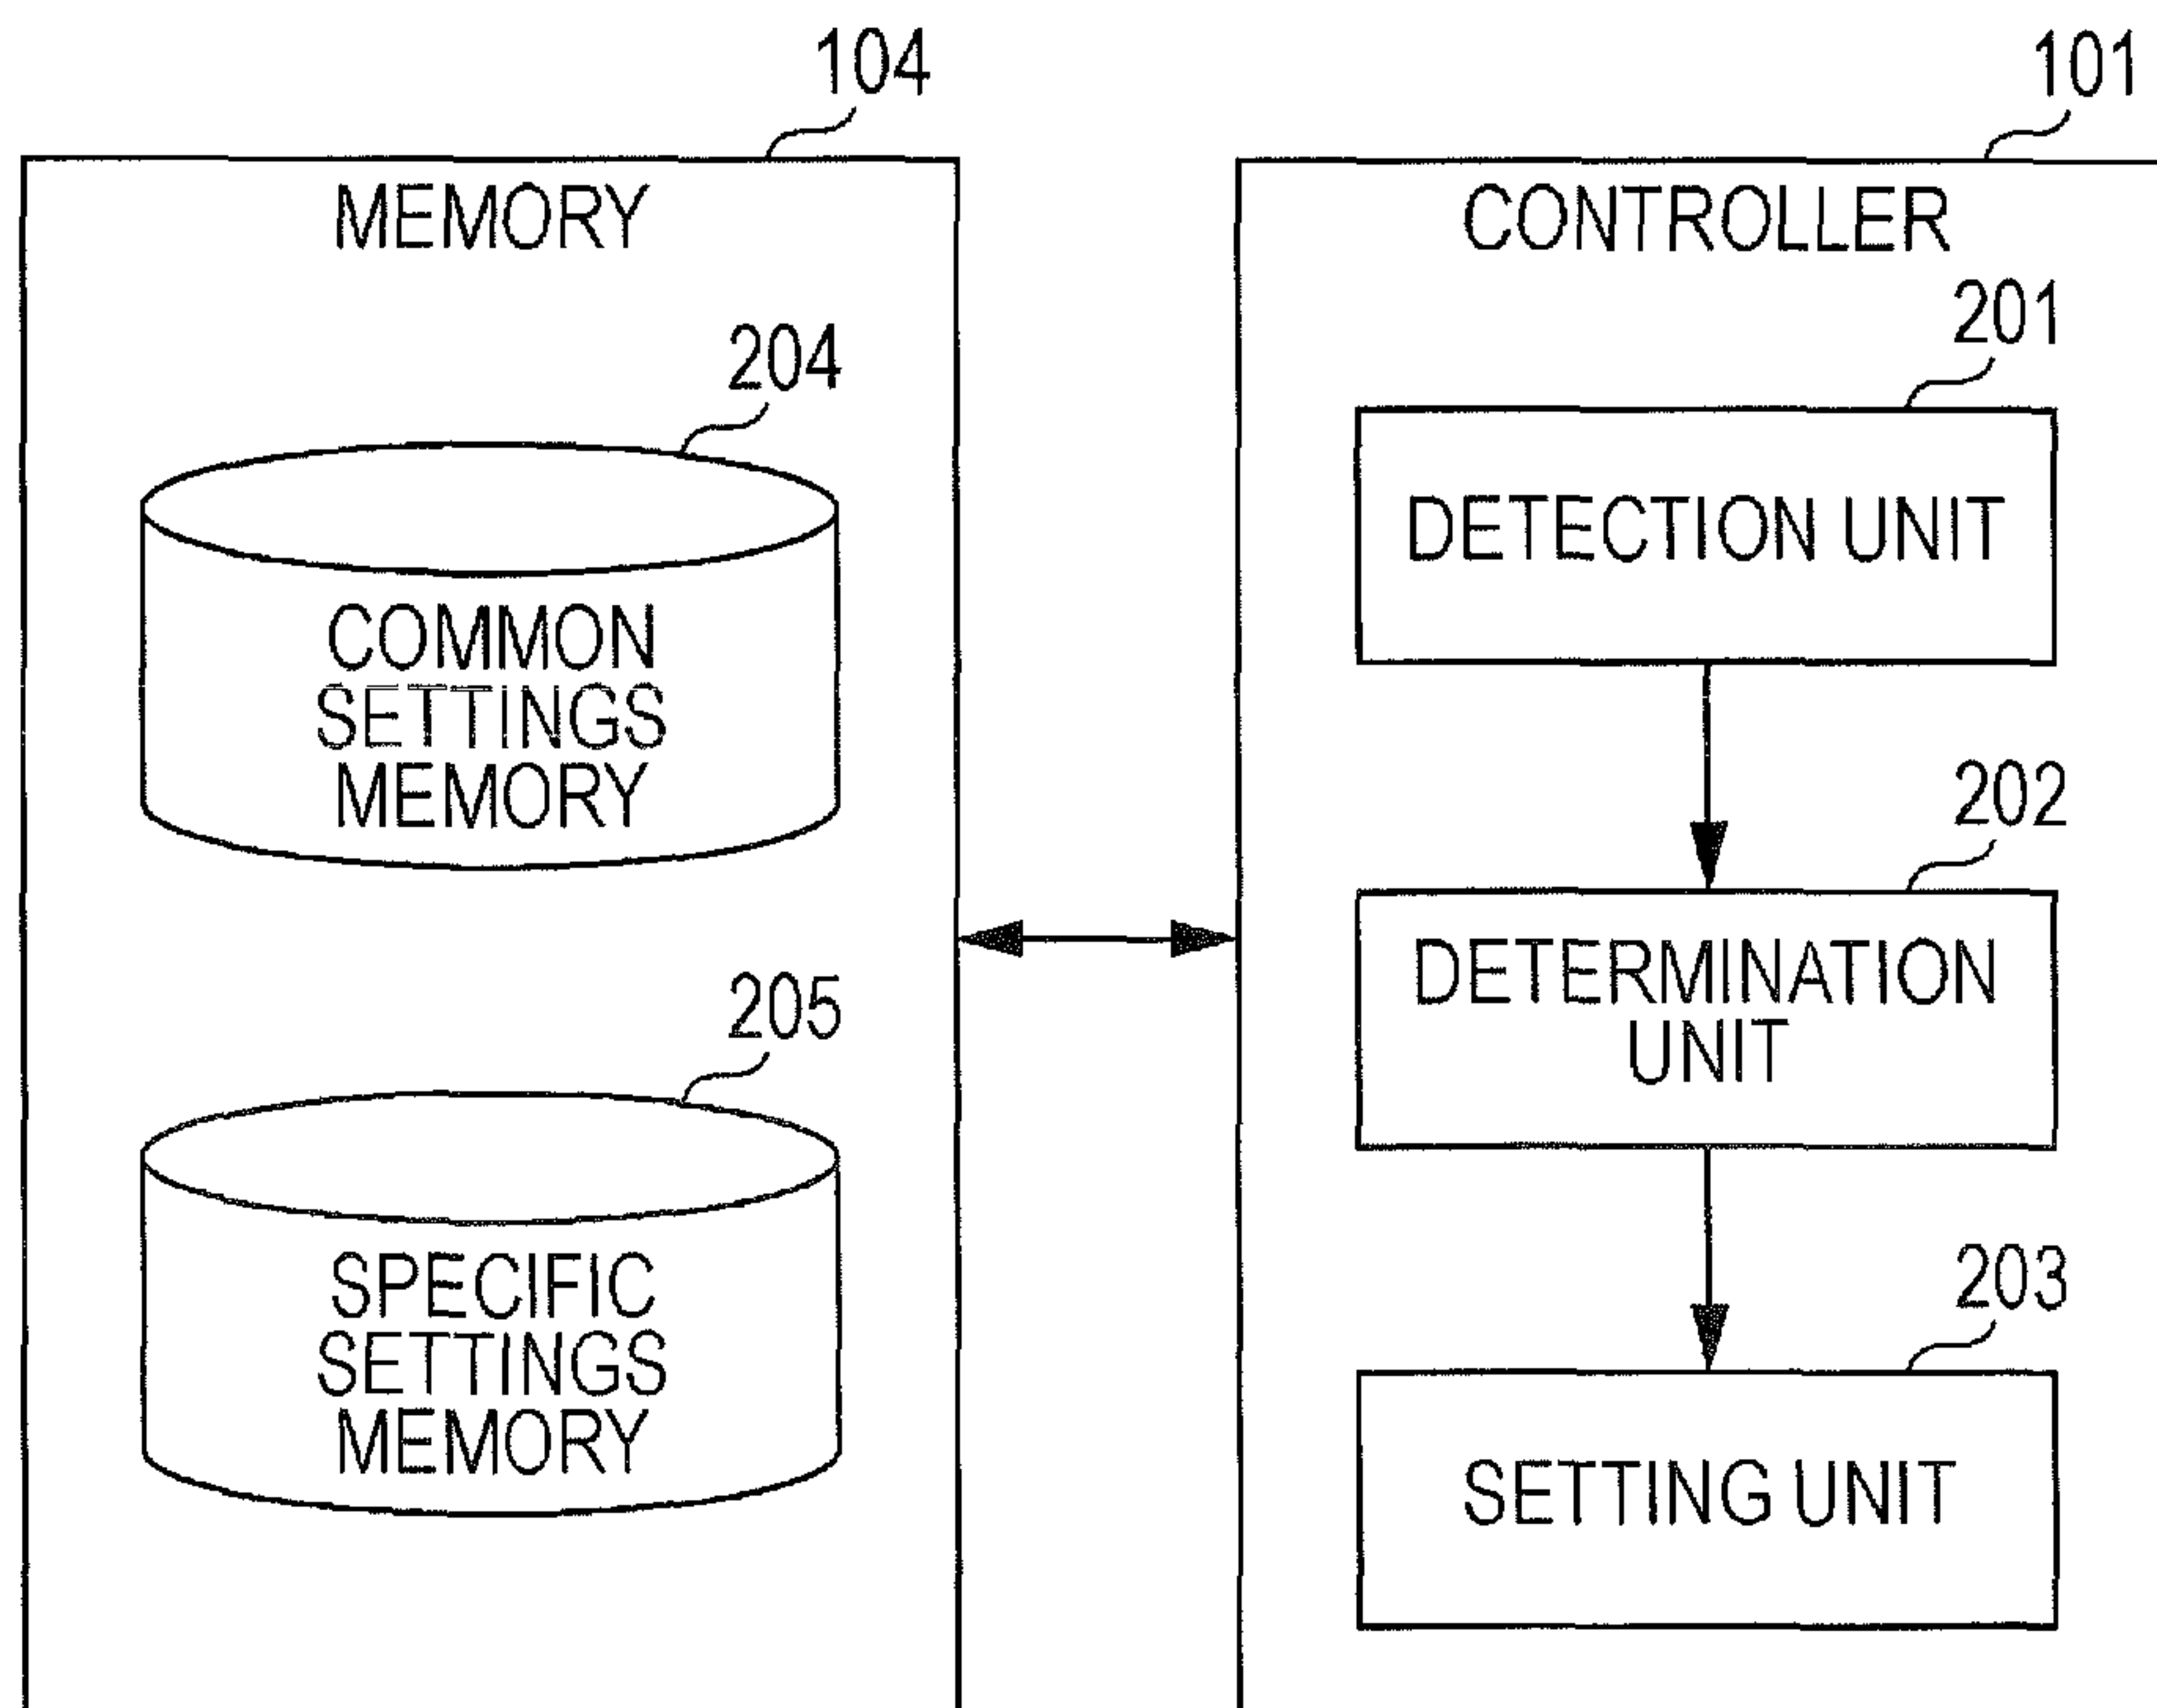 104
MEMORY
204
COMMON
SETTINGS
MEMORY
205
SPECIFIC
SETTINGS
MEMORY
101
CONTROLLER
201
DETECTION UNIT
202
DETERMINATION
UNIT
203
SETTING UNIT